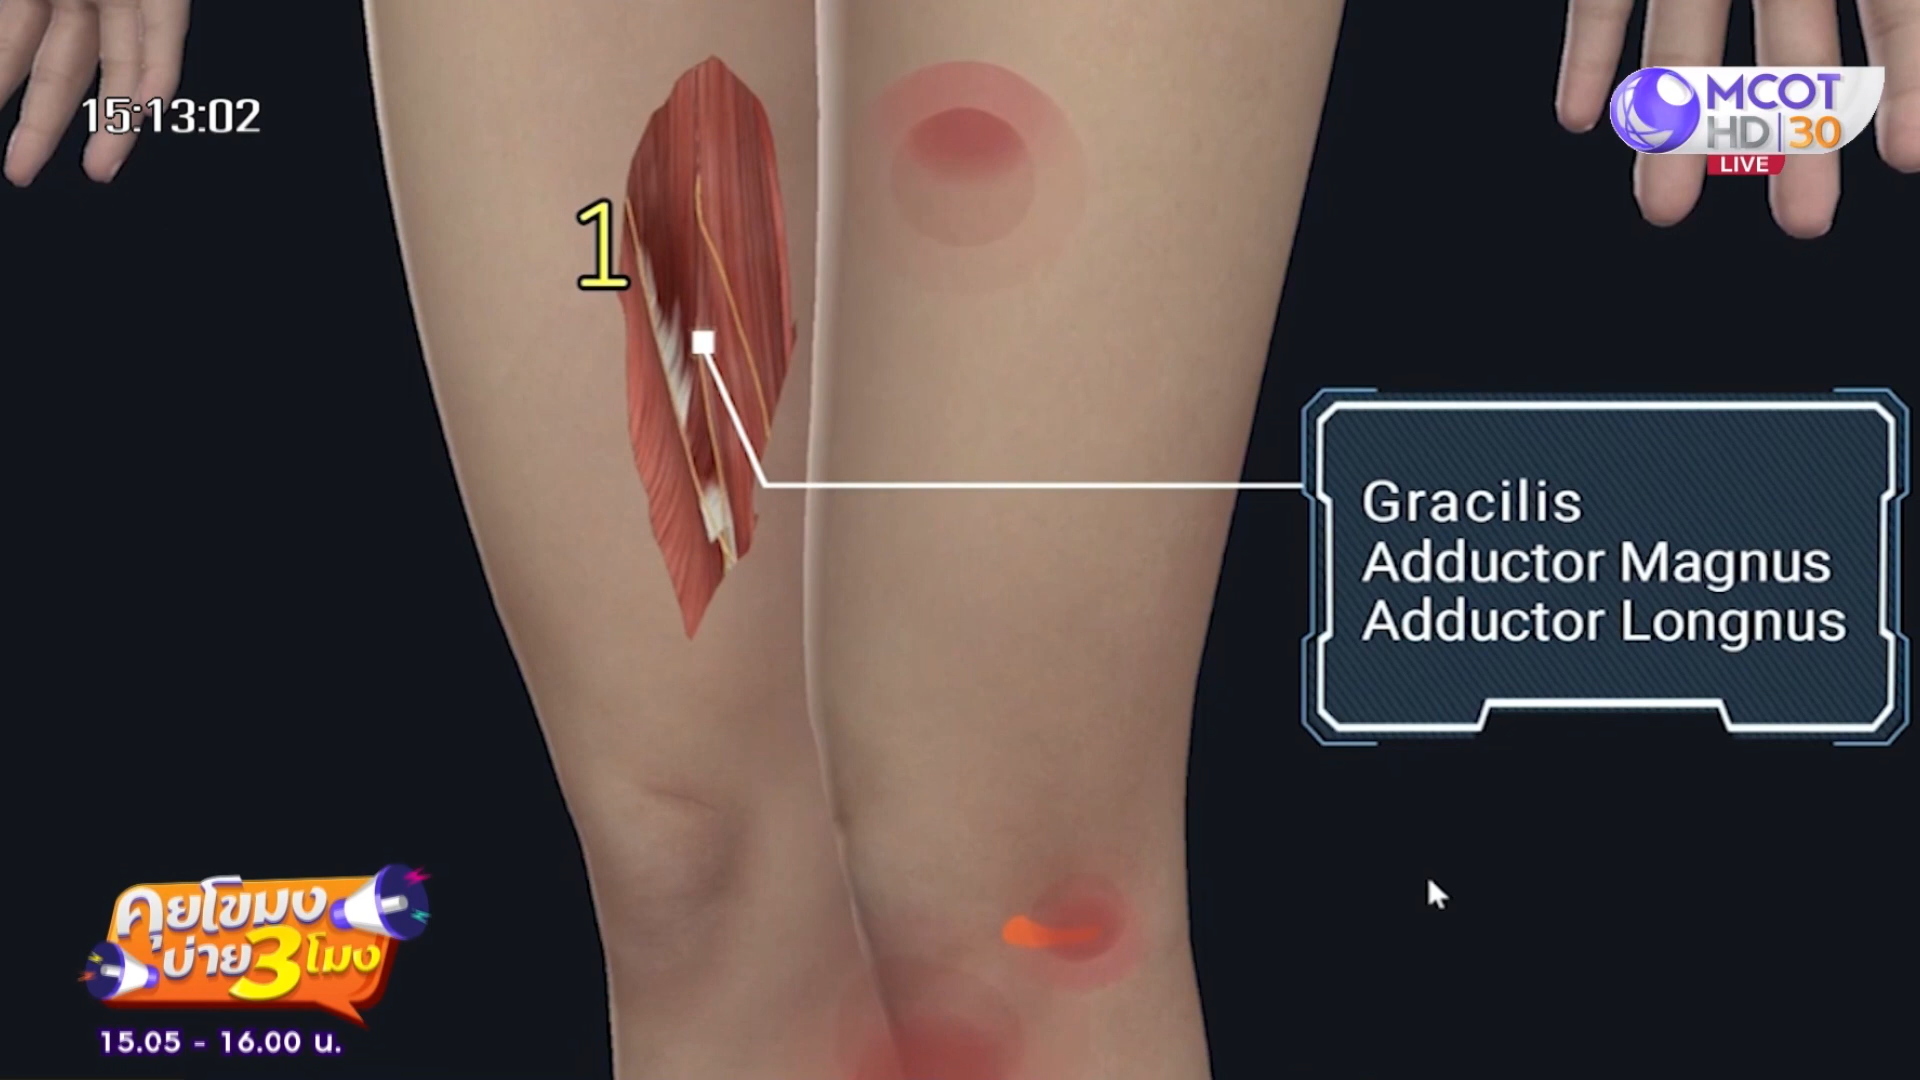 15:13:02
MCOT
HD 30
LIVE
1
Gracilis
Adductor Magnus
Adductor Longnus
คุยโขมง
บ่าย 3 โมง
15.05 - 16.00 น.